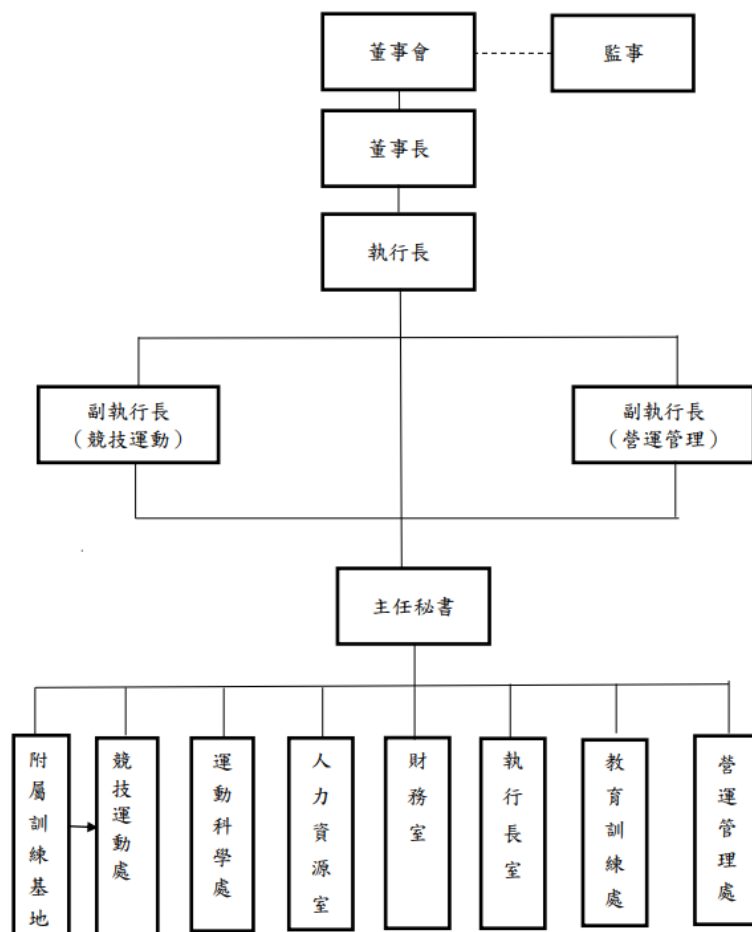 董事會
監事
董事長
執行長
副執行長
（競技運動）
副執行長
（營運管理）
主任秘書
附屬訓練基地
競技運動處
運動科學處
人力資源室
財務室
執行長室
教育訓練處
營運管理處